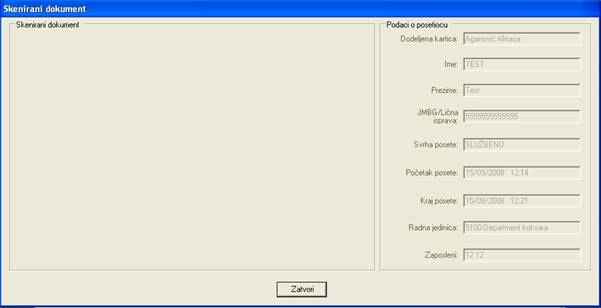 Skenirani dokument
Skenirani dokument
Podaci o posetiocu
Dodeljena kartica: Aganović Almasa
Ime: TEST
Prezime: Test
JMBG/Lična
isprava: 5555555555555
Svrha posete: SLUŽBENO
Početak posete: 15/09/2008 12:14
Kraj posete: 15/09/2008 12:21
Radna jedinica: 5100-Department koksara
Zaposleni: 12 12
Zatvori